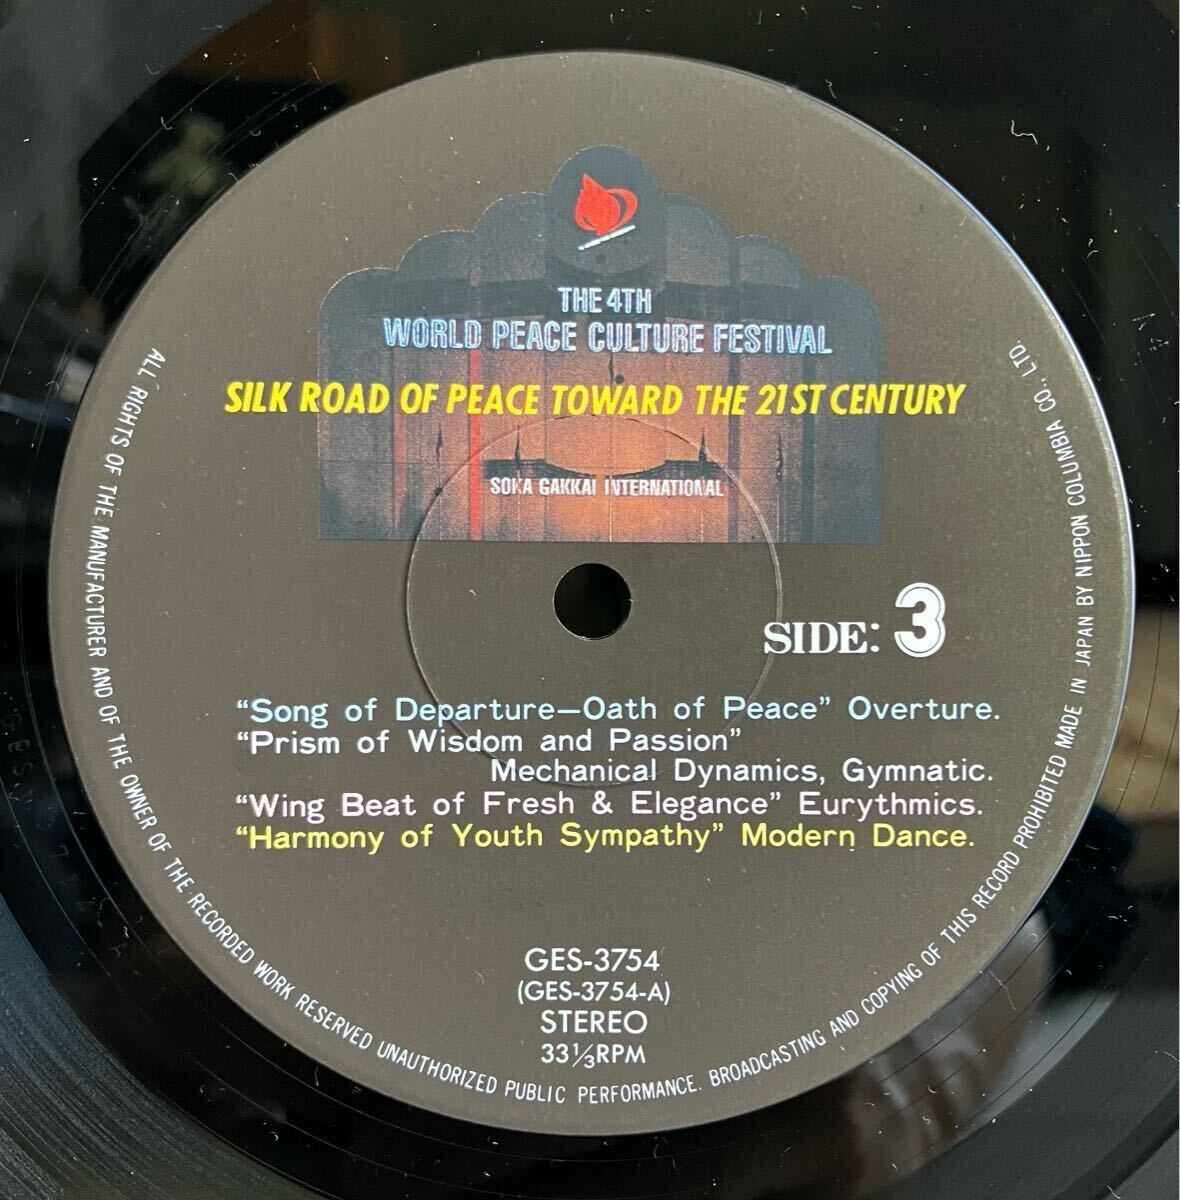 THE 4TH
WORLD PEACE CULTURE FESTIVAL
SILK ROAD OF PEACE TOWARD THE 21ST CENTURY
SOKA GAKKAI INTERNATIONAL
SIDE: 3
“Song of Departure—Oath of Peace” Overture.
“Prism of Wisdom and Passion”
Mechanical Dynamics, Gymnatic.
“Wing Beat of Fresh & Elegance” Eurythmics.
“Harmony of Youth Sympathy” Modern Dance.
GES-3754
(GES-3754-A)
STEREO
33⅓RPM
ALL RIGHTS OF THE MANUFACTURER AND OF THE OWNER OF THE RECORDED WORK RESERVED UNAUTHORIZED PUBLIC PERFORMANCE. BROADCASTING AND COPYING OF THIS RECORD PROHIBITED MADE IN JAPAN BY NIPPON COLUMBIA CO., LTD.